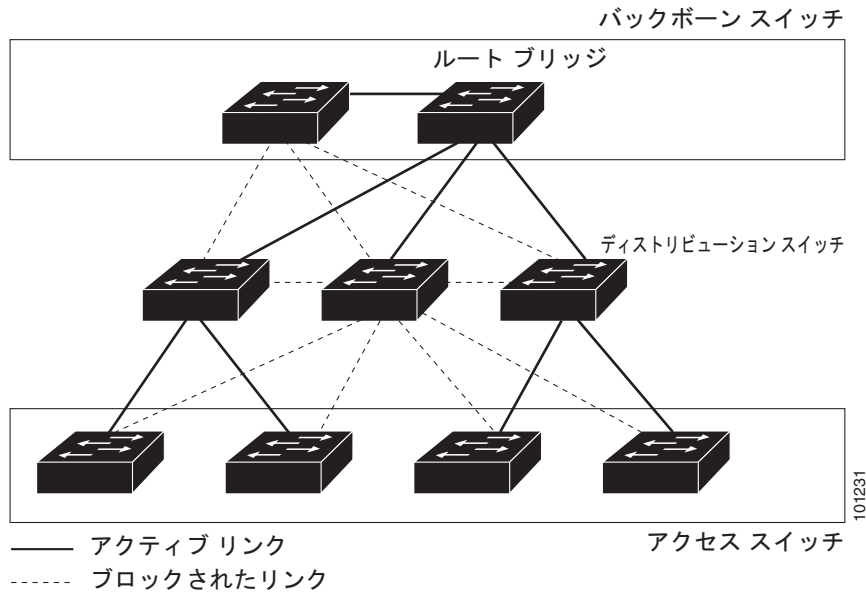 バックボーン スイッチ
ルート ブリッジ
ディストリビューション スイッチ
101231
アクセス スイッチ
アクティブ リンク
ブロックされたリンク